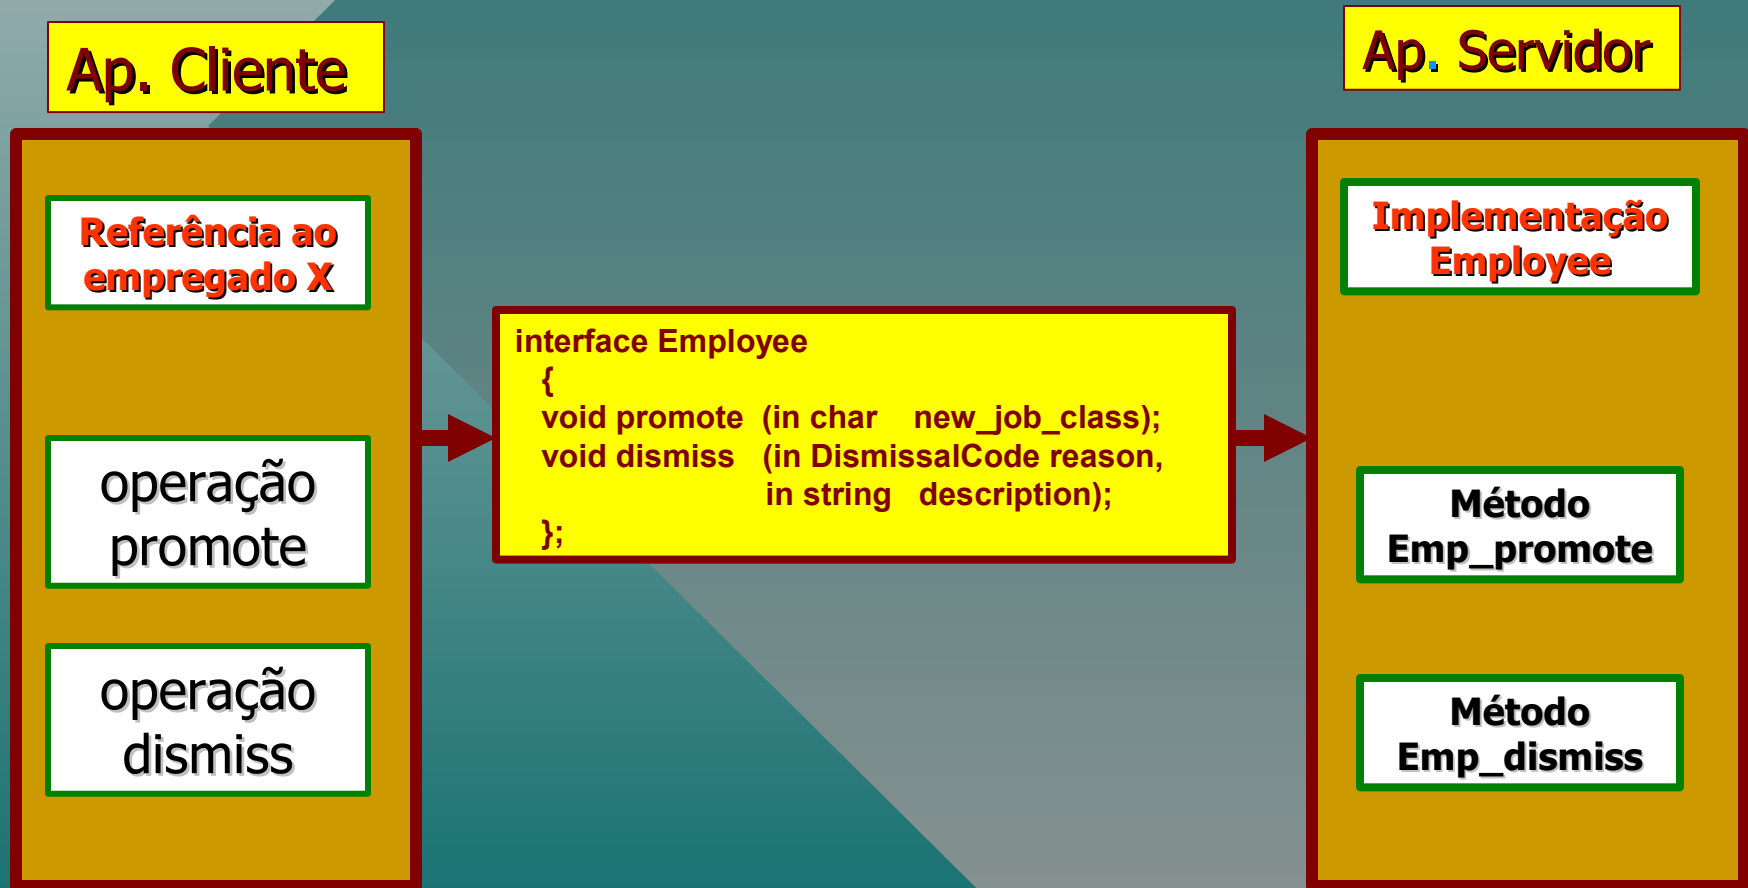 Ap. Cliente
Ap. Servidor
Referência ao
empregado X
operação
promote
operação
dismiss
interface Employee
{
void promote (in char new_job_class);
void dismiss (in DismissalCode reason,
in string description);
};
Implementação
Employee
Método
Emp_promote
Método
Emp_dismiss